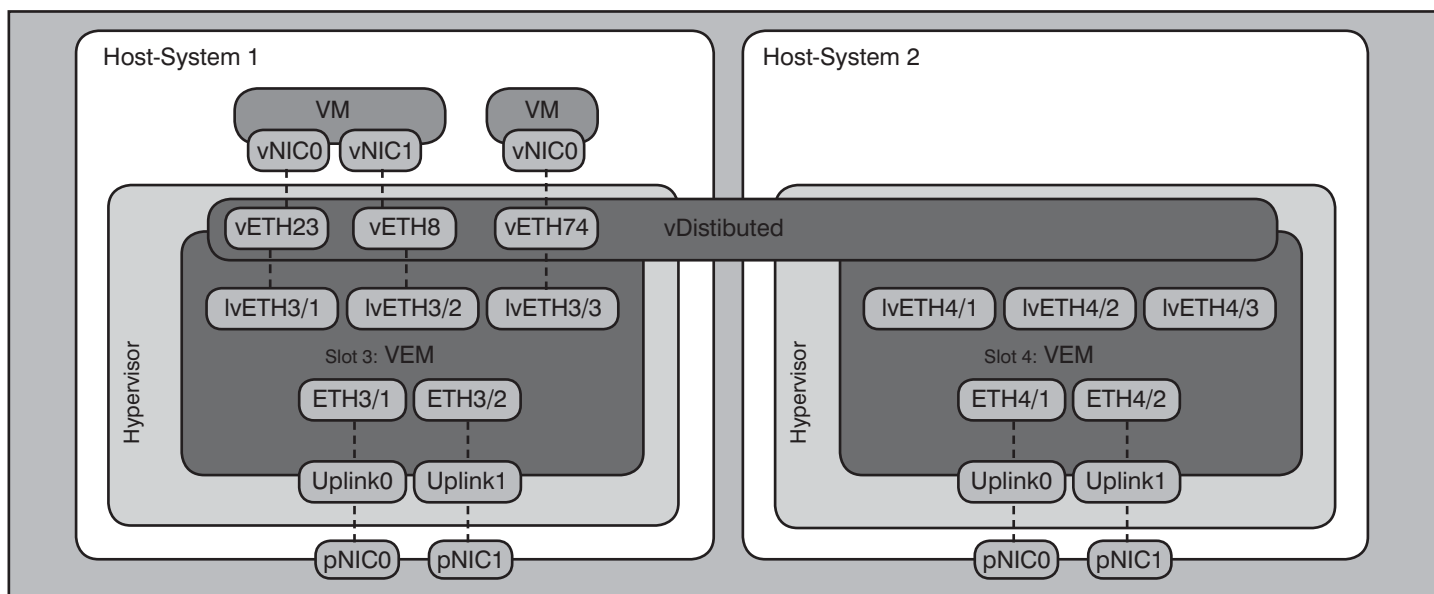 Host-System 1
Host-System 2
VM
VM
vNIC0 vNIC1 vNIC0
vETH23 vETH8 vETH74 vDistibuted
lvETH3/1 lvETH3/2 lvETH3/3 lvETH4/1 lvETH4/2 lvETH4/3
Hypervisor
Slot 3: VEM
Hypervisor
Slot 4: VEM
ETH3/1 ETH3/2 ETH4/1 ETH4/2
Uplink0 Uplink1 Uplink0 Uplink1
pNIC0 pNIC1 pNIC0 pNIC1